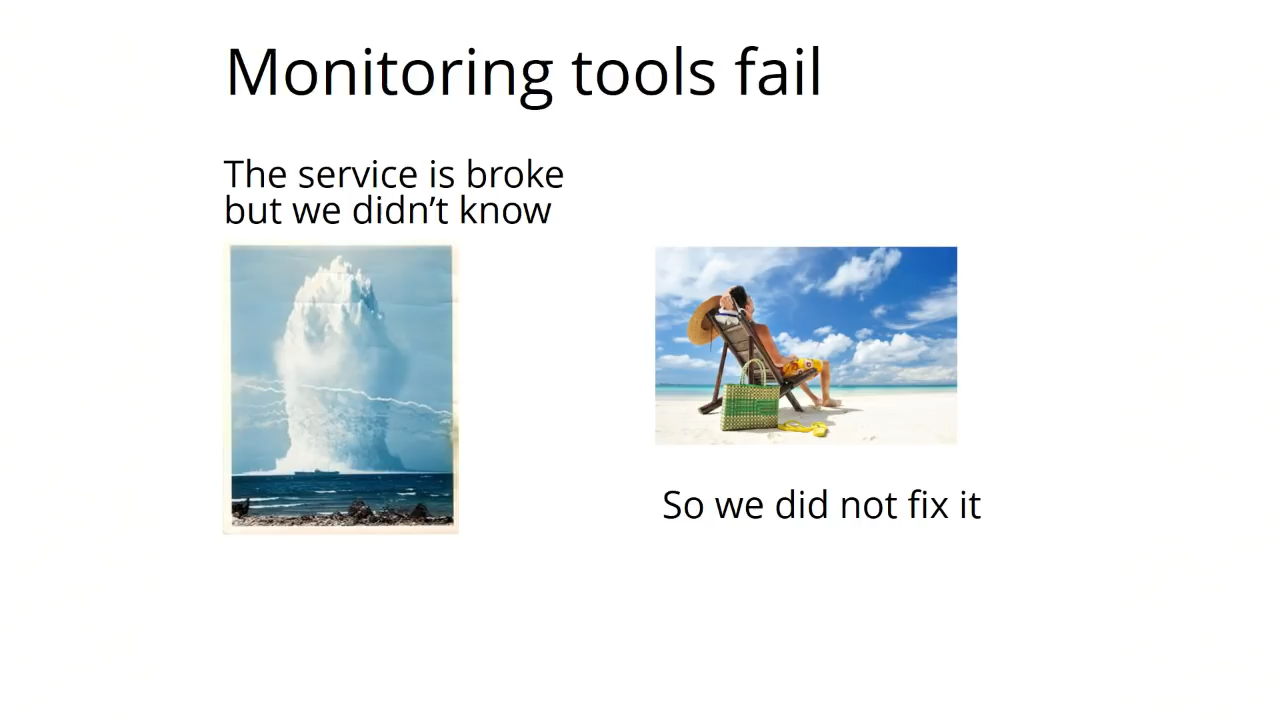 Monitoring tools fail
The service is broke
but we didn’t know
So we did not fix it